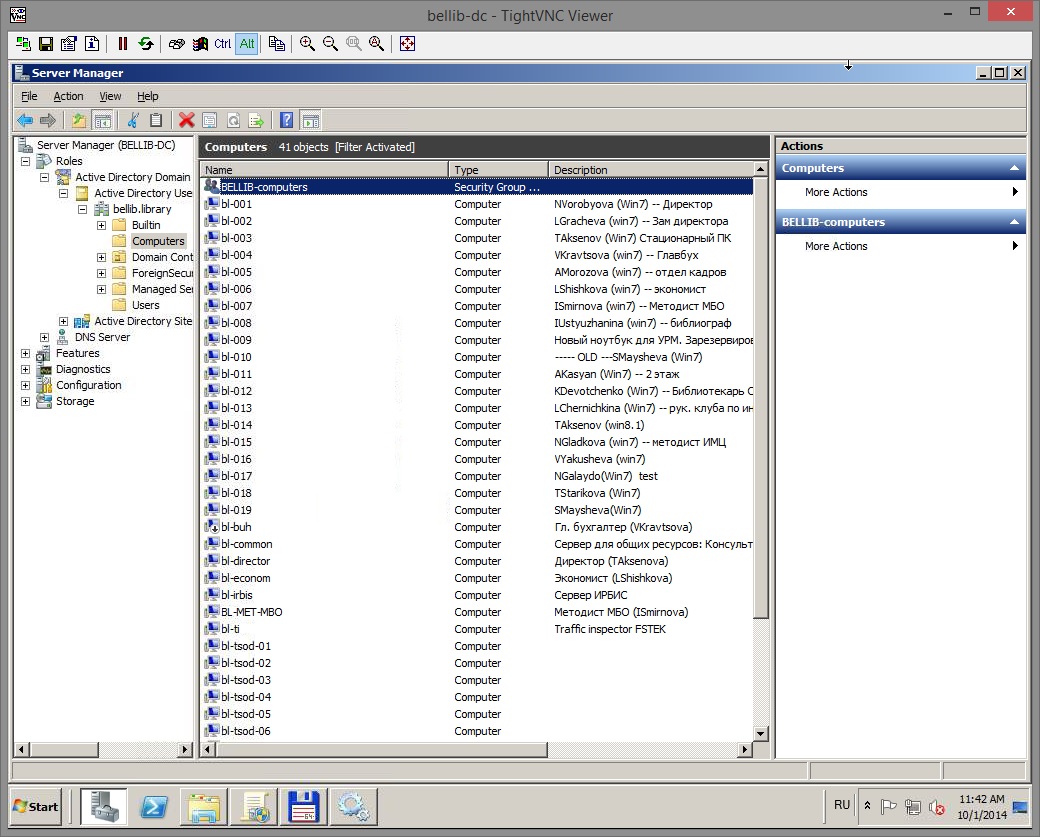 bellib-dc - TightVNC Viewer
Ctrl Alt
Server Manager
File Action View Help
Server Manager (BELLIB-DC)
Roles
Active Directory Domain
Active Directory Use
bellib.library
Builtin
Computers
Domain Cont
ForeignSecur
Managed Ser
Users
Active Directory Site
DNS Server
Features
Diagnostics
Configuration
Storage
Computers 41 objects [Filter Activated]
Name Type Description
BELLIB-computers Security Group ...
bl-001 Computer NVorobyova (Win7) -- Директор
bl-002 Computer LGracheva (Win7) -- Зам директора
bl-003 Computer TAksenov (Win7) Стационарный ПК
bl-004 Computer VKravtsova (win7) -- Главбух
bl-005 Computer AMorozova (win7) -- отдел кадров
bl-006 Computer LShishkova (win7) -- экономист
bl-007 Computer ISmirnova (win7) -- Методист МБО
bl-008 Computer IUstyuzhanina (win7) -- библиограф
bl-009 Computer Новый ноутбук для УРМ. Зарезервиров
bl-010 Computer ----- OLD ---SMaysheva (Win7)
bl-011 Computer AKasyan (Win7) -- 2 этаж
bl-012 Computer KDevotchenko (Win7) -- Библиотекарь С
bl-013 Computer LChernichkina (Win7) -- рук. клуба по ин
bl-014 Computer TAksenov (win8.1)
bl-015 Computer NGladkova (win7) -- методист ИМЦ
bl-016 Computer VYakusheva (win7)
bl-017 Computer NGalaydo(Win7) test
bl-018 Computer TStarikova (Win7)
bl-019 Computer SMaysheva(Win7)
bl-buh Computer Гл. бухгалтер (VKravtsova)
bl-common Computer Сервер для общих ресурсов: Консульт
bl-director Computer Директор (TAksenova)
bl-econom Computer Экономист (LShishkova)
bl-irbis Computer Сервер ИРБИС
BL-MET-MBO Computer Методист МБО (ISmirnova)
bl-ti Computer Traffic inspector FSTEK
bl-tsod-01 Computer
bl-tsod-02 Computer
bl-tsod-03 Computer
bl-tsod-04 Computer
bl-tsod-05 Computer
bl-tsod-06 Computer
Actions
Computers
More Actions
BELLIB-computers
More Actions
Start
64
RU
11:42 AM
10/1/2014